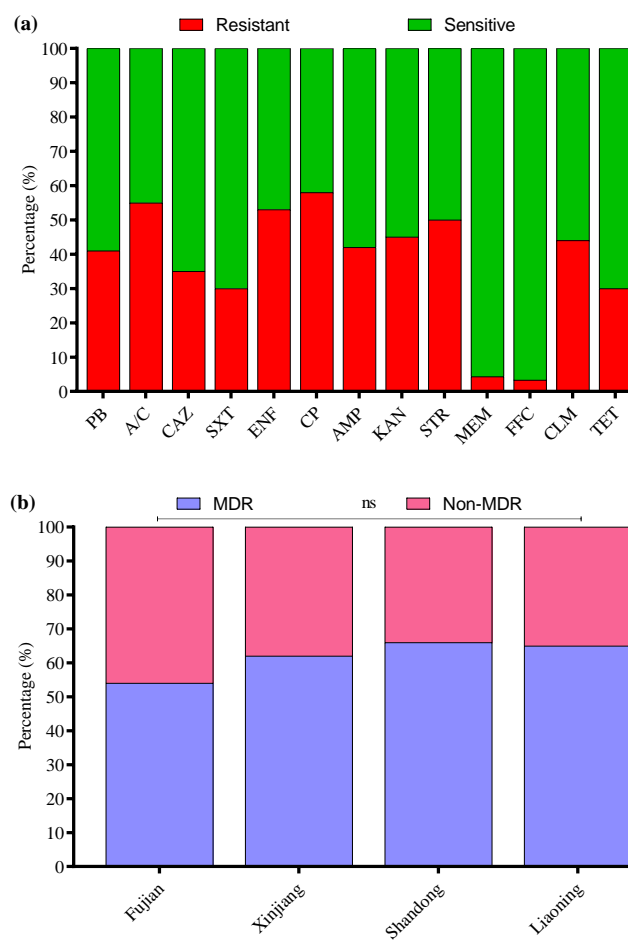 (a)
Resistant
Sensitive
Percentage (%)
100
90
80
70
60
50
40
30
20
10
0
PB
A/C
CAZ
SXT
ENF
CP
AMP
KAN
STR
MEM
FFC
CLM
TET
(b)
MDR
ns
Non-MDR
Percentage (%)
100
90
80
70
60
50
40
30
20
10
0
Fujian
Xinjiang
Shandong
Liaoning